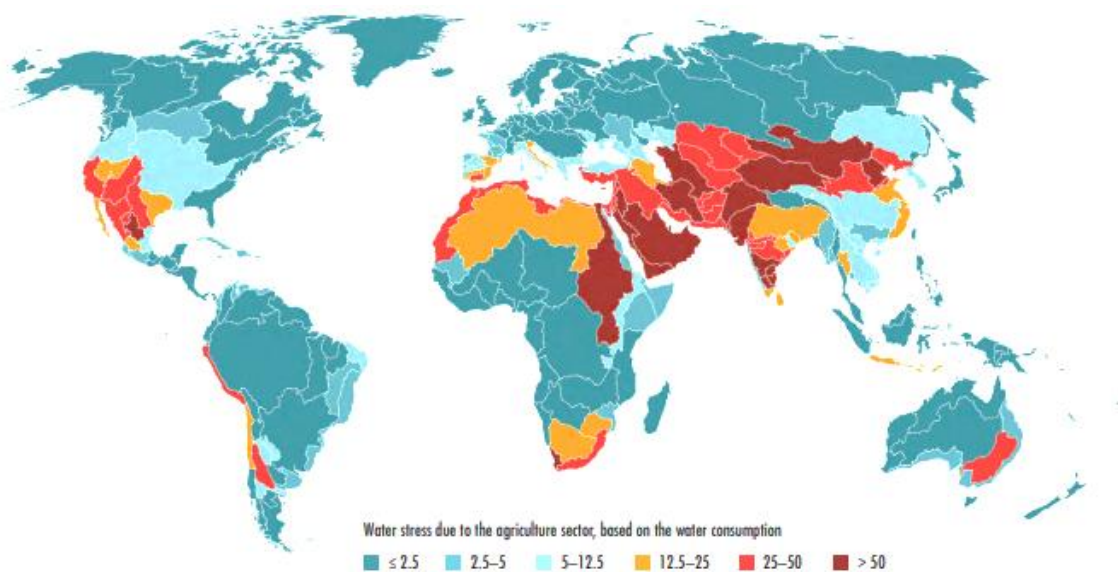 Water stress due to the agriculture sector, based on the water consumption
≤ 2.5 2.5–5 5–12.5 12.5–25 25–50 > 50